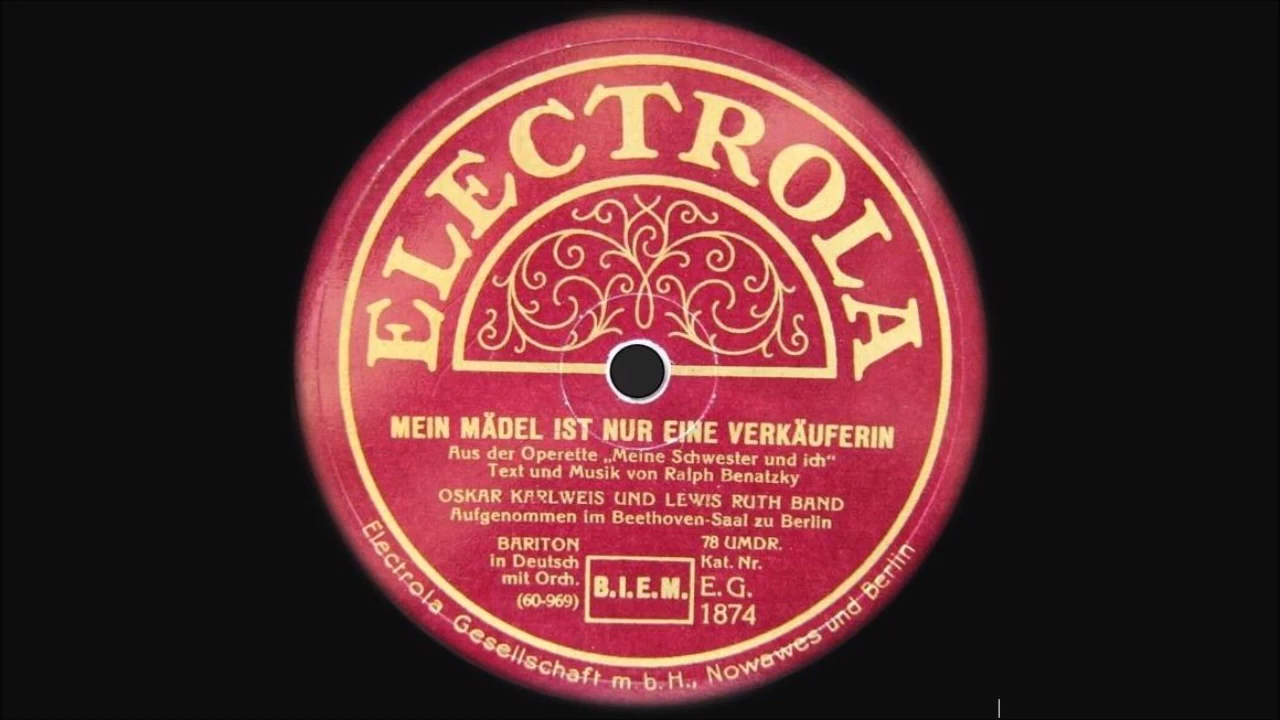 ELECTROLA
MEIN MÄDEL IST NUR EINE VERKÄUFERIN
Aus der Operette „Meine Schwester und ich“
Text und Musik von Ralph Benatzky
OSKAR KARLWEIS UND LEWIS RUTH BAND
Aufgenommen im Beethoven-Saal zu Berlin
BARITON
in Deutsch
mit Orch.
(60-969)
B.I.E.M.
78 UMDR.
Kat. Nr.
E.G.
1874
Electrola Gesellschaft m.b.H., Nowawes und Berlin